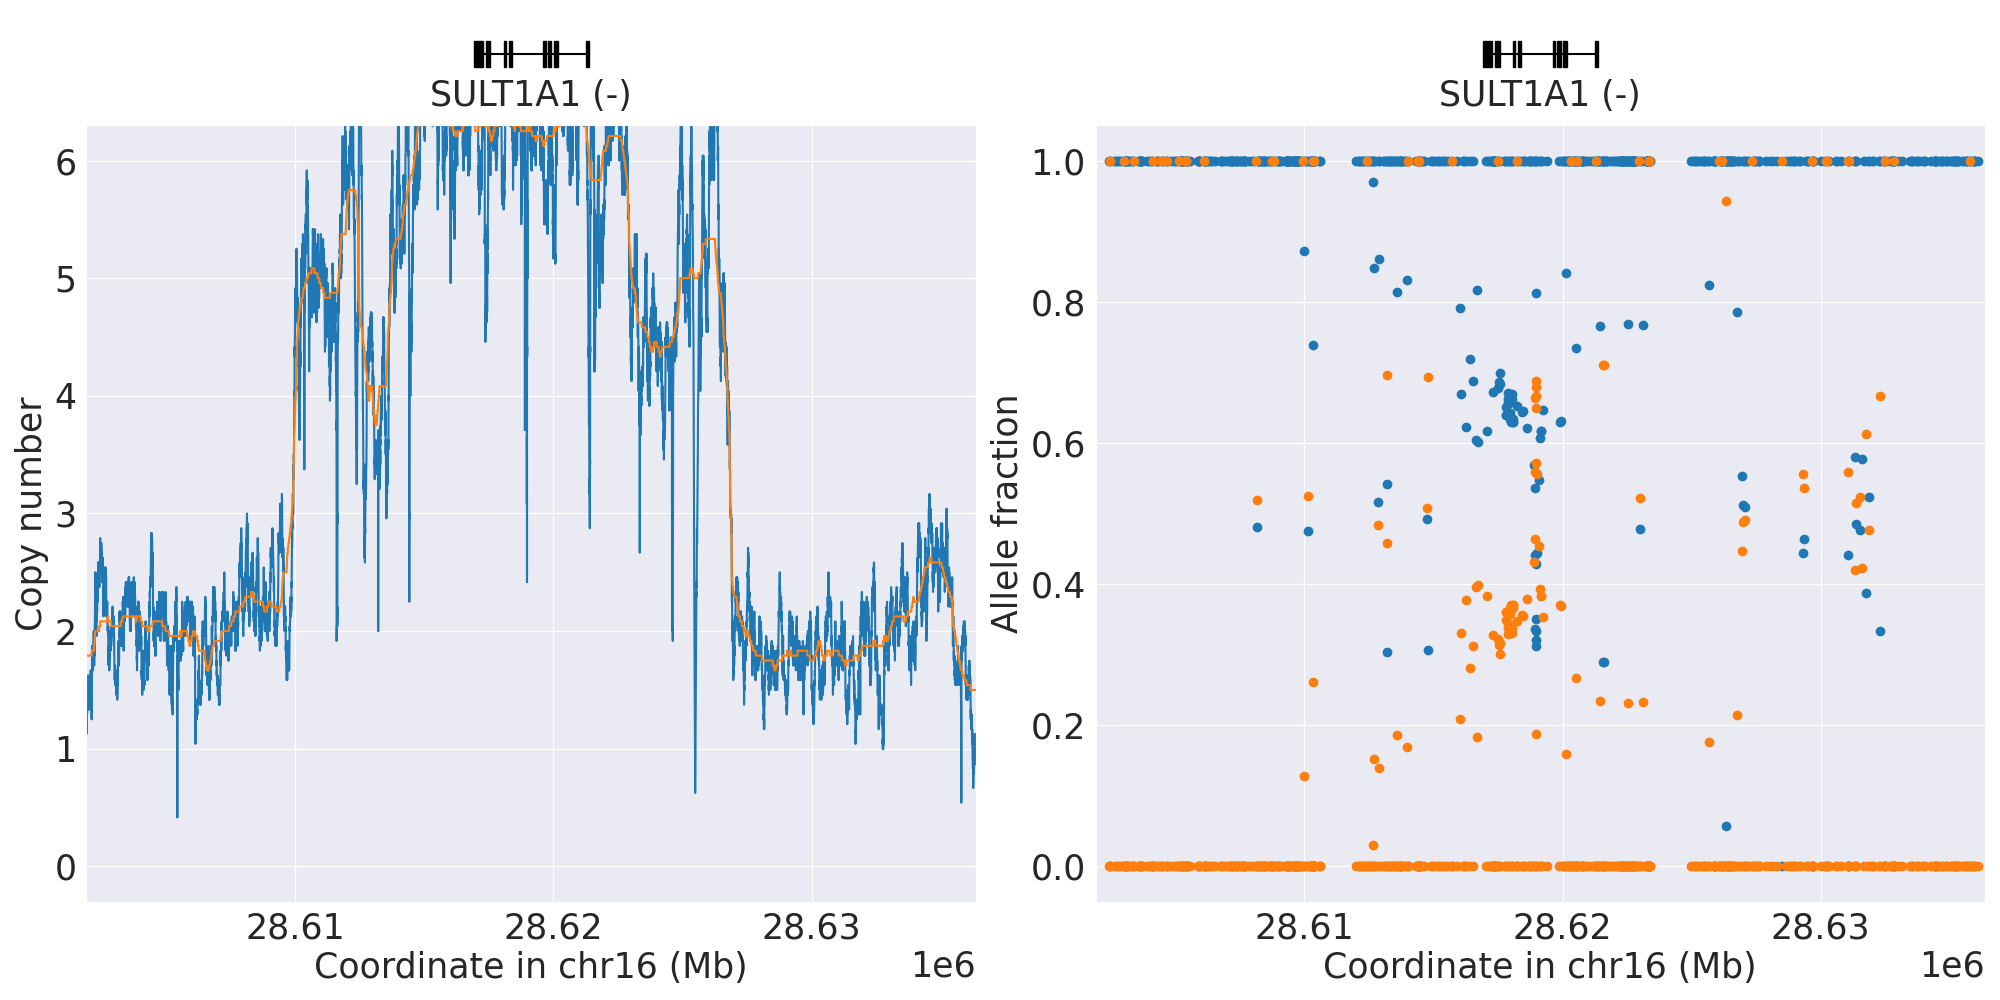 SULT1A1 (-)
6
5
4
3
2
1
0
Copy number
28.61
28.62
28.63
Coordinate in chr16 (Mb)
1e6
SULT1A1 (-)
1.0
0.8
0.6
0.4
0.2
0.0
Allele fraction
28.61
28.62
28.63
Coordinate in chr16 (Mb)
1e6